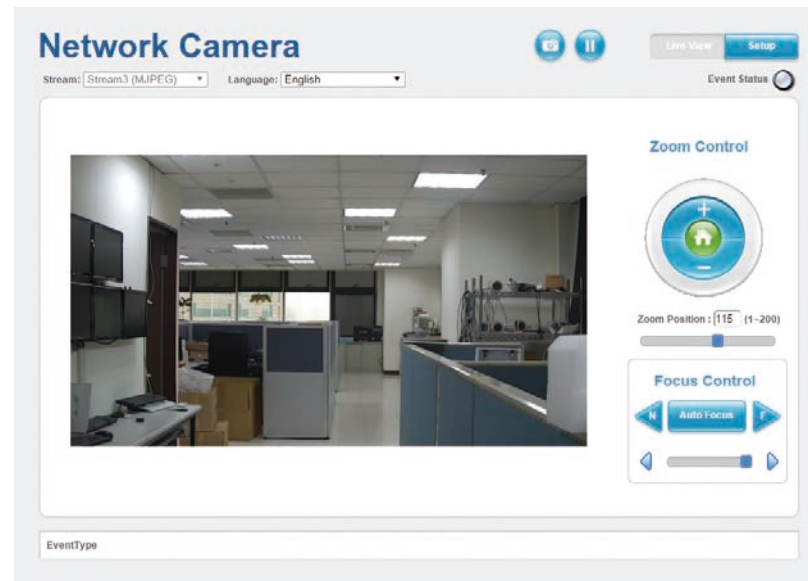 Network Camera
Live View Setup
Stream: Stream3 (MJPEG) Language: English
Event Status
Zoom Control
+
–
Zoom Position : 115 (1~200)
Focus Control
N Auto Focus F
EventType